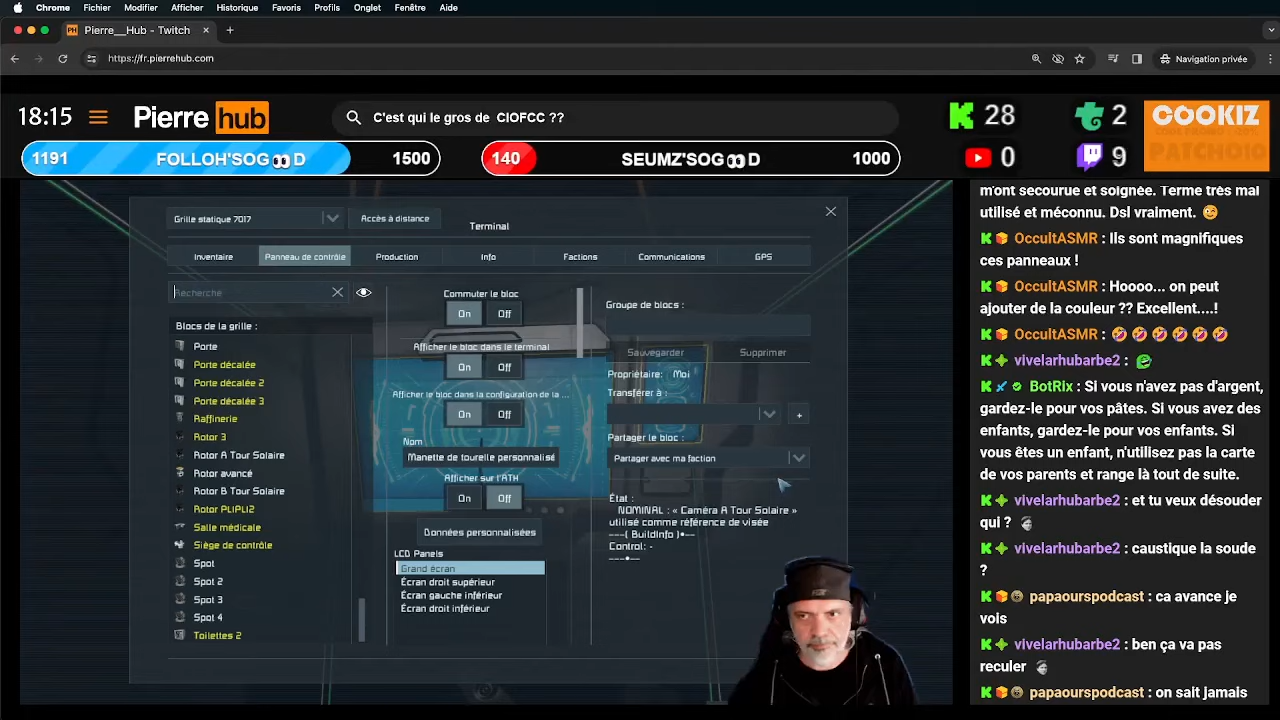 Chrome Fichier Modifier Afficher Historique Favoris Profils Onglet Fenêtre Aide
PH Pierre__Hub - Twitch
https://fr.pierrehub.com
Navigation privée
18:15
Pierre hub
C'est qui le gros de CIOFCC ??
28
2
0
9
COOKIZ
PATCHOIO
1191 FOLLOH'SOG👀D 1500
140 SEUMZ'SOG👀D 1000
Grille statique 7017
Accès à distance
Terminal
Inventaire
Panneau de contrôle
Production
Info
Factions
Communications
GPS
Recherche
Blocs de la grille :
Porte
Porte décalée
Porte décalée 2
Porte décalée 3
Raffinerie
Rotor 3
Rotor A Tour Solaire
Rotor avancé
Rotor B Tour Solaire
Rotor PLIPLI2
Salle médicale
Siège de contrôle
Spot
Spot 2
Spot 3
Spot 4
Toilettes 2
Commuter le bloc
On Off
Afficher le bloc dans le terminal
On Off
Afficher le bloc dans la configuration de la ...
On Off
Nom
Manette de tourelle personnalisé
Afficher sur l'ATH
On Off
Données personnalisées
LCD Panels
Grand écran
Écran droit supérieur
Écran gauche inférieur
Écran droit inférieur
Groupe de blocs :
Sauvegarder
Supprimer
Propriétaire: Moi
Transférer à :
+
Partager le bloc :
Partager avec ma faction
État :
NOMINAL : « Caméra A Tour Solaire »
utilisé comme référence de visée
---( BuildInfo )•--
Control: -
---•---
m'ont secourue et soignée. Terme très mal
utilisé et méconnu. Dsl vraiment. 😉
OccultASMR : Ils sont magnifiques
ces panneaux !
OccultASMR : Hoooo... on peut
ajouter de la couleur ?? Excellent....!
OccultASMR : 🤣🤣🤣🤣🤣🤣
vivelarhubarbe2 :
BotRix : Si vous n'avez pas d'argent,
gardez-le pour vos pâtes. Si vous avez des
enfants, gardez-le pour vos enfants. Si
vous êtes un enfant, n'utilisez pas la carte
de vos parents et range là tout de suite.
vivelarhubarbe2 : et tu veux désouder
qui ?
vivelarhubarbe2 : caustique la soude
?
papaourspodcast : ca avance je
vois
vivelarhubarbe2 : ben ça va pas
reculer
papaourspodcast : on sait jamais